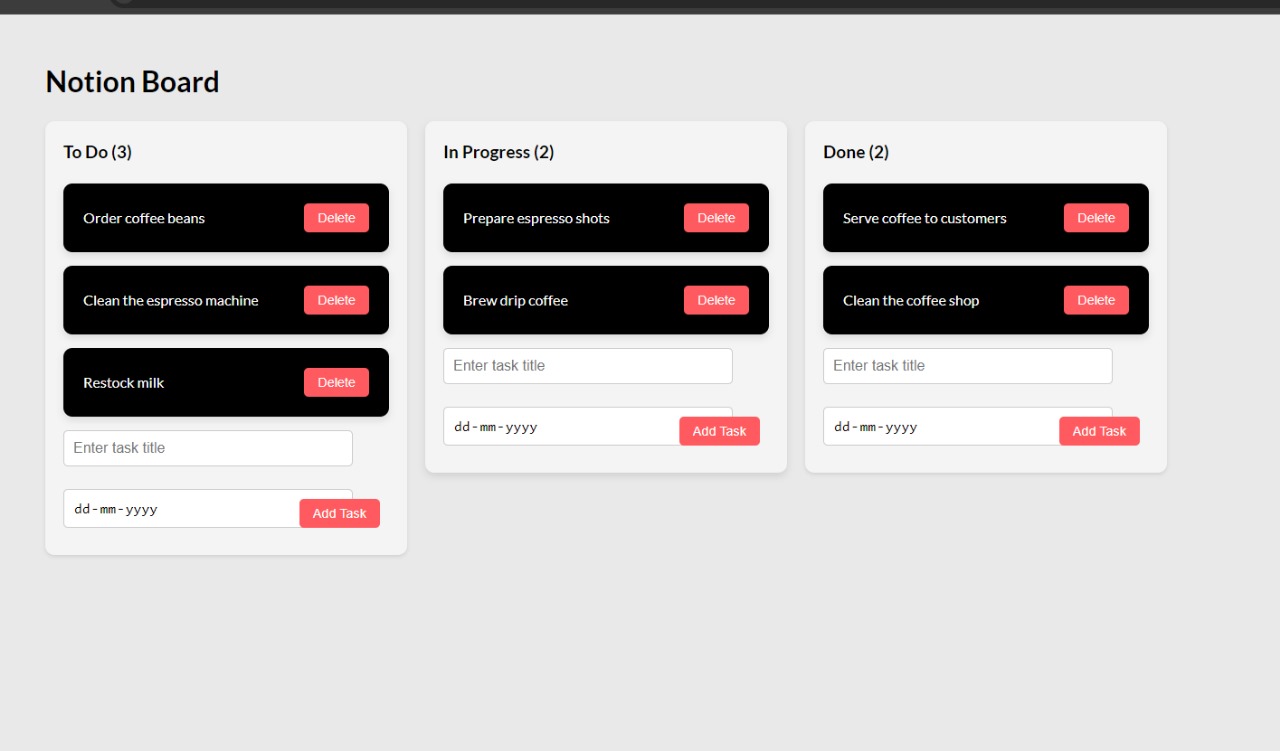 Notion Board
To Do (3)
Order coffee beans
Delete
Clean the espresso machine
Delete
Restock milk
Delete
Enter task title
dd-mm-yyyy
Add Task
In Progress (2)
Prepare espresso shots
Delete
Brew drip coffee
Delete
Enter task title
dd-mm-yyyy
Add Task
Done (2)
Serve coffee to customers
Delete
Clean the coffee shop
Delete
Enter task title
dd-mm-yyyy
Add Task